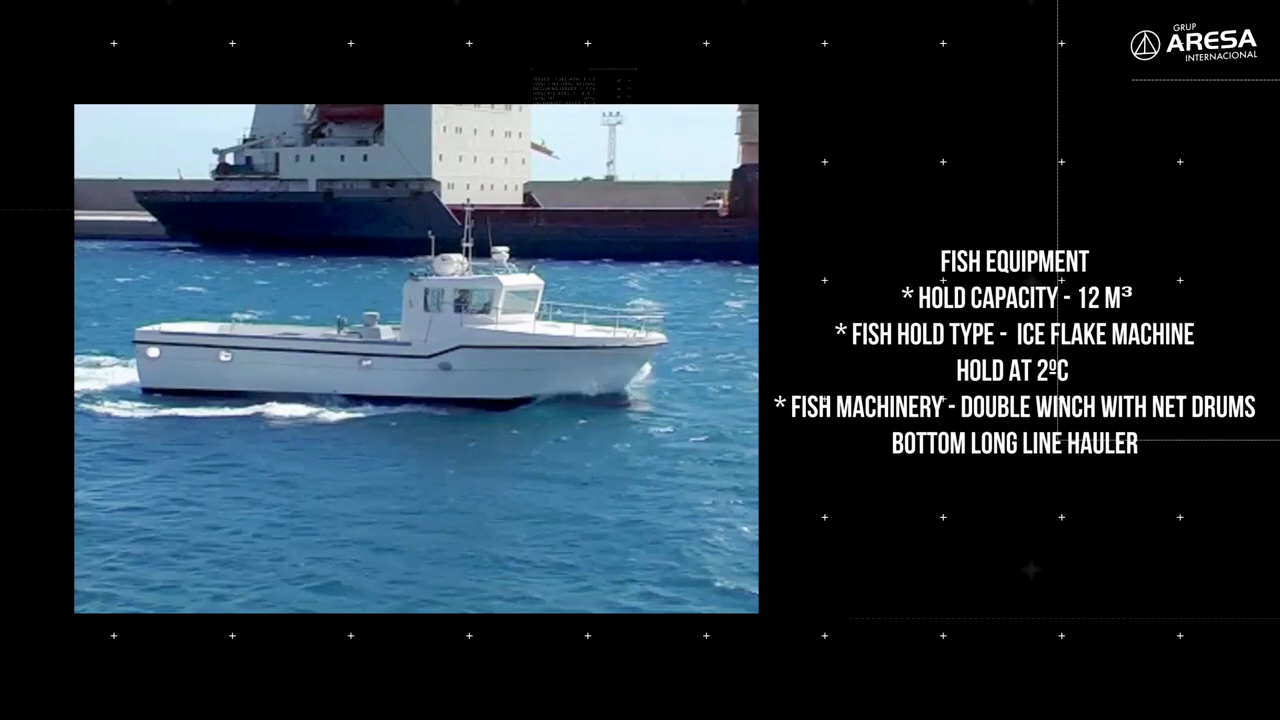 GRUP
ARESA
INTERNACIONAL
FISH EQUIPMENT
* HOLD CAPACITY - 12 M³
* FISH HOLD TYPE - ICE FLAKE MACHINE
HOLD AT 2ºC
* FISH MACHINERY - DOUBLE WINCH WITH NET DRUMS
BOTTOM LONG LINE HAULER